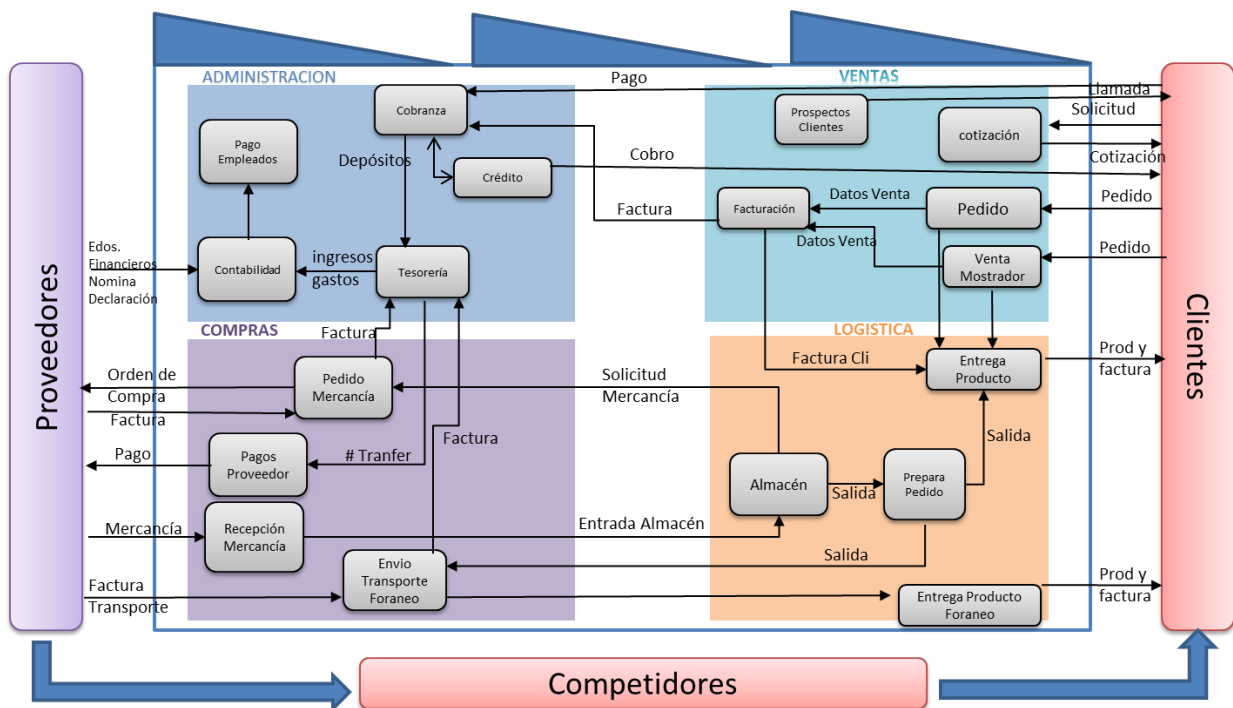 ADMINISTRACION
VENTAS
Pago
Llamada
Solicitud
Cobranza
Prospectos
Clientes
cotización
Pago
Empleados
Depósitos
Crédito
Cobro
Cotización
Factura
Facturación
Datos Venta
Pedido
Pedido
Datos Venta
Venta
Mostrador
Pedido
Edos.
Financieros
Nomina
Declaración
Contabilidad
ingresos
gastos
Tesorería
Proveedores
Clientes
COMPRAS
LOGISTICA
Factura
Orden de
Compra
Factura
Pedido
Mercancía
Solicitud
Mercancía
Factura Cli
Entrega
Producto
Prod y
factura
Pago
Pagos
Proveedor
# Tranfer
Factura
Salida
Almacén
Salida
Prepara
Pedido
Mercancía
Recepción
Mercancía
Entrada Almacén
Salida
Factura
Transporte
Envio
Transporte
Foraneo
Entrega Producto
Foraneo
Prod y
factura
Competidores